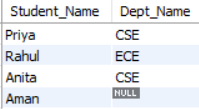 Student_Name Dept_Name
Priya CSE
Rahul ECE
Anita CSE
Aman NULL